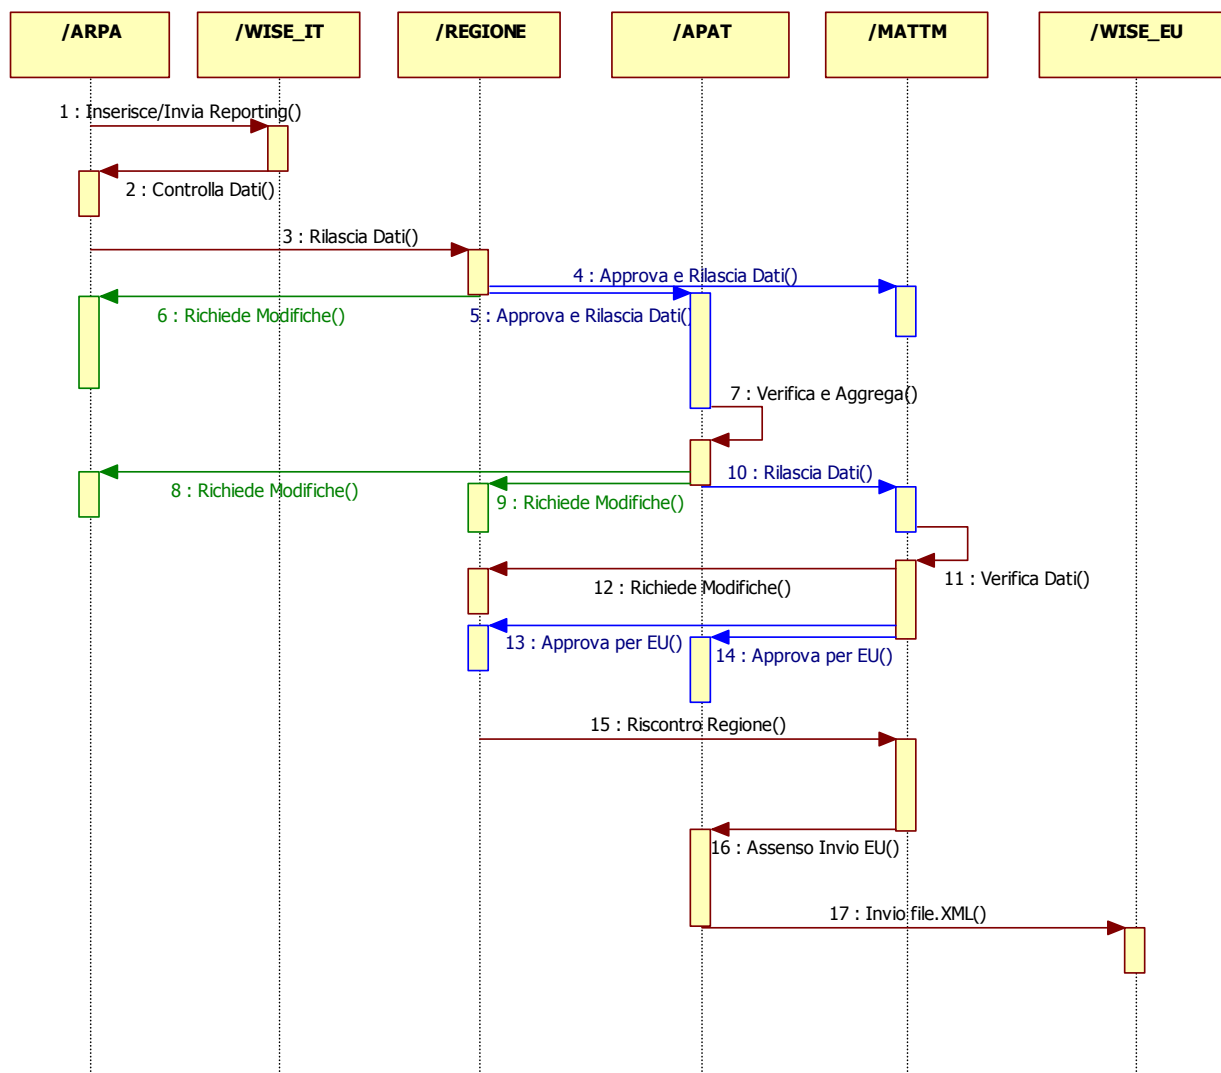 /ARPA
/WISE_IT
/REGIONE
/APAT
/MATTM
/WISE_EU
1 : Inserisce/Invia Reporting()
2 : Controlla Dati()
3 : Rilascia Dati()
4 : Approva e Rilascia Dati()
5 : Approva e Rilascia Dati()
6 : Richiede Modifiche()
7 : Verifica e Aggrega()
8 : Richiede Modifiche()
9 : Richiede Modifiche()
10 : Rilascia Dati()
11 : Verifica Dati()
12 : Richiede Modifiche()
13 : Approva per EU()
14 : Approva per EU()
15 : Riscontro Regione()
16 : Assenso Invio EU()
17 : Invio file.XML()